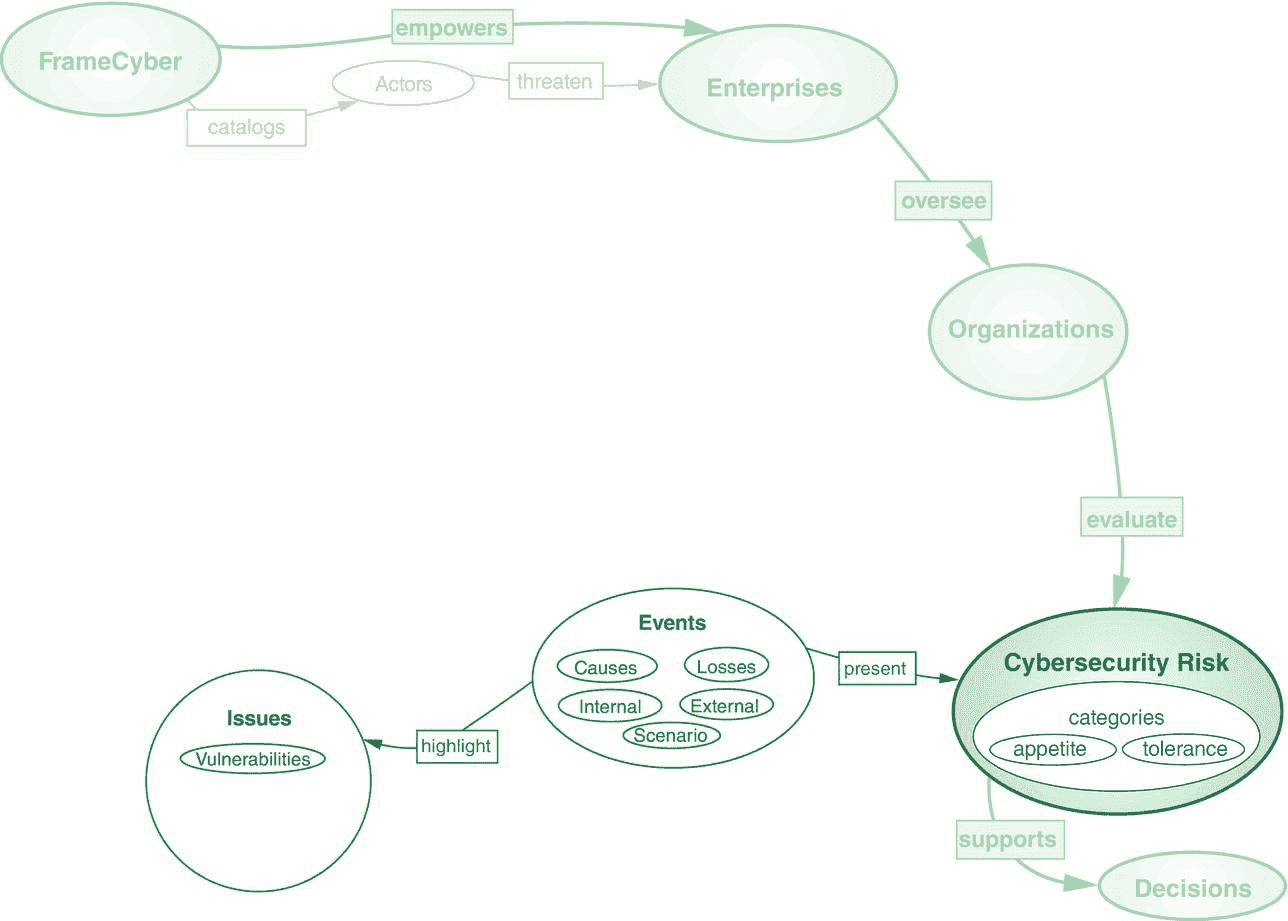 FrameCyber
empowers
Enterprises
Actors
threaten
catalogs
oversee
Organizations
evaluate
Events
Causes
Losses
Internal
External
Scenario
present
Cybersecurity Risk
categories
appetite
tolerance
Issues
Vulnerabilities
highlight
supports
Decisions